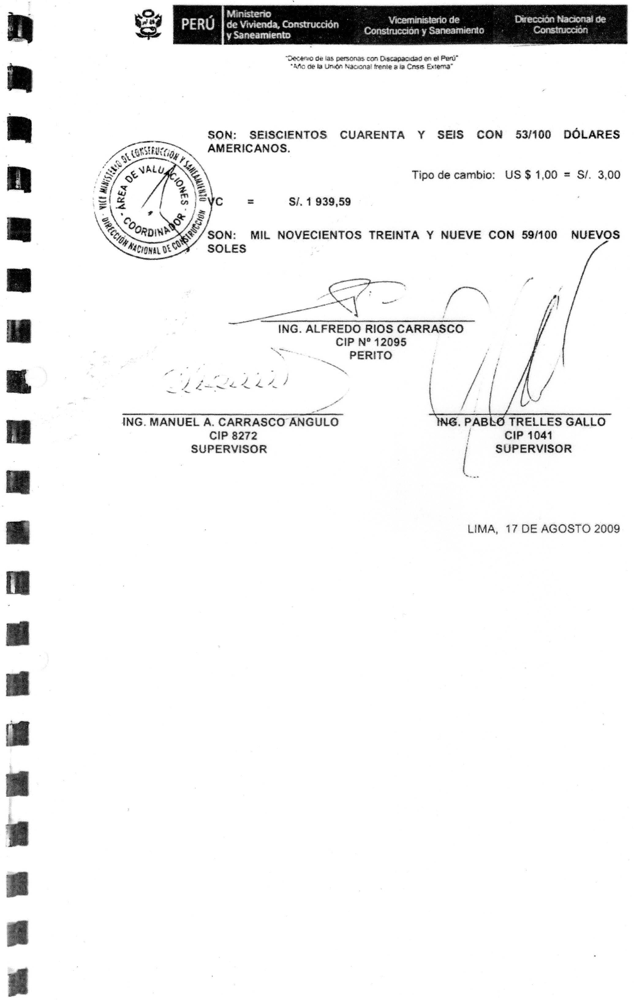 PERÚ
Ministerio
de Vivienda, Construcción
y Saneamiento
Viceministerio de
Construcción y Saneamiento
Dirección Nacional de
Construcción
"Decenio de las personas con Discapacidad en el Perú"
"Año de la Unión Nacional frente a la Crisis Externa"
SON: SEISCIENTOS CUARENTA Y SEIS CON 53/100 DÓLARES
AMERICANOS.
VICE MINISTERIO DE CONSTRUCCIÓN Y SANEAMIENTO
- DIRECCIÓN NACIONAL DE CONSTRUCCIÓN
- ÁREA DE VALUACIONES -
COORDINADOR
Tipo de cambio: US $ 1,00 = S/. 3,00
VC = S/. 1 939,59
SON: MIL NOVECIENTOS TREINTA Y NUEVE CON 59/100 NUEVOS
SOLES
ING. ALFREDO RIOS CARRASCO
CIP Nº 12095
PERITO
ING. MANUEL A. CARRASCO ANGULO
CIP 8272
SUPERVISOR
ING. PABLO TRELLES GALLO
CIP 1041
SUPERVISOR
LIMA, 17 DE AGOSTO 2009